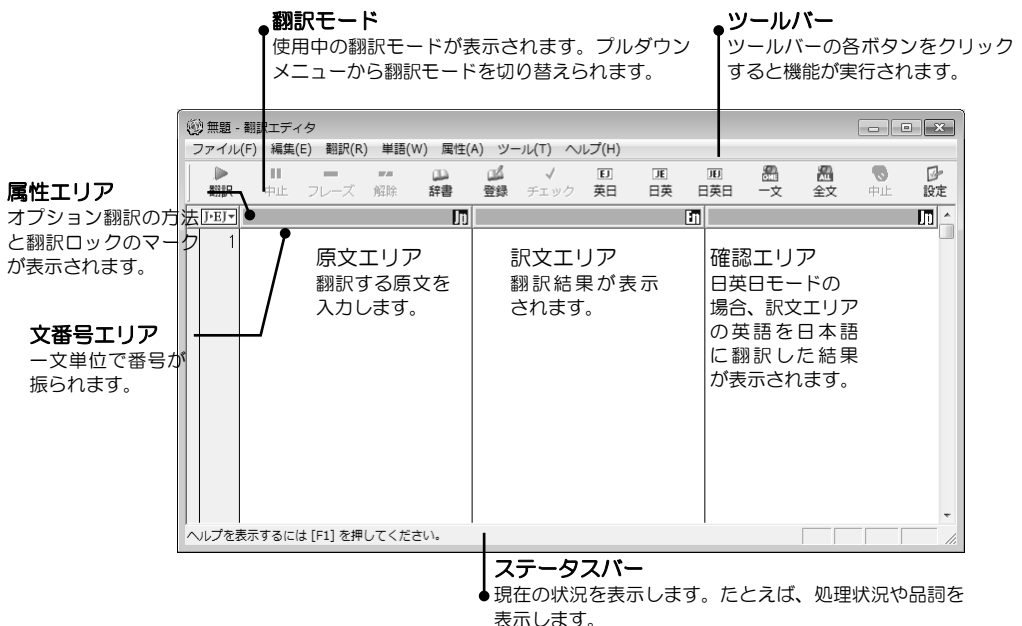 翻訳モード
使用中の翻訳モードが表示されます。プルダウン
メニューから翻訳モードを切り替えられます。
ツールバー
ツールバーの各ボタンをクリック
すると機能が実行されます。
無題 - 翻訳エディタ
ファイル(F) 編集(E) 翻訳(R) 単語(W) 属性(A) ツール(T) ヘルプ(H)
翻訳 中止 フレーズ 解除 辞書 登録 チェック 英日 日英 日英日 一文 全文 中止 設定
属性エリア
オプション翻訳の方法
と翻訳ロックのマーク
が表示されます。
文番号エリア
一文単位で番号が
振られます。
1
原文エリア
翻訳する原文を
入力します。
訳文エリア
翻訳結果が表示
されます。
確認エリア
日英日モードの
場合、訳文エリア
の英語を日本語
に翻訳した結果
が表示されます。
ヘルプを表示するには [F1] を押してください。
ステータスバー
現在の状況を表示します。たとえば、処理状況や品詞を
表示します。